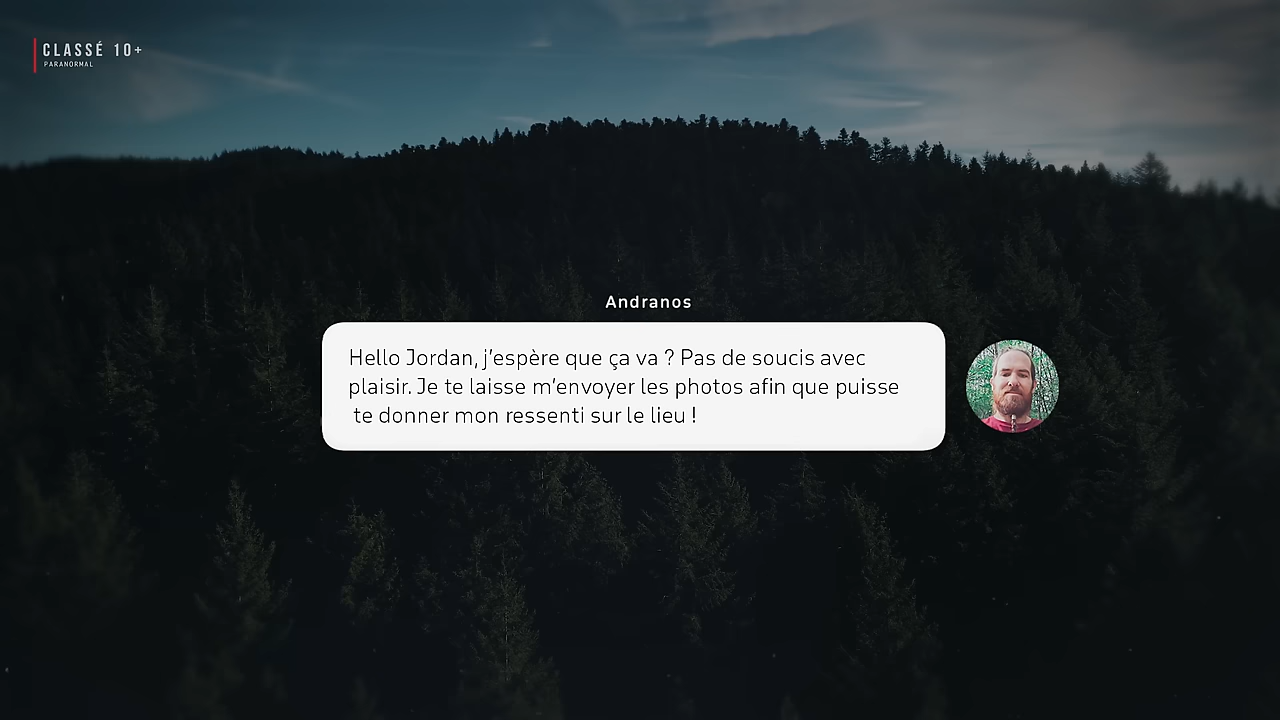 CLASSÉ 10+
PARANORMAL
Andranos
Hello Jordan, j'espère que ça va ? Pas de soucis avec
plaisir. Je te laisse m'envoyer les photos afin que puisse
te donner mon ressenti sur le lieu !